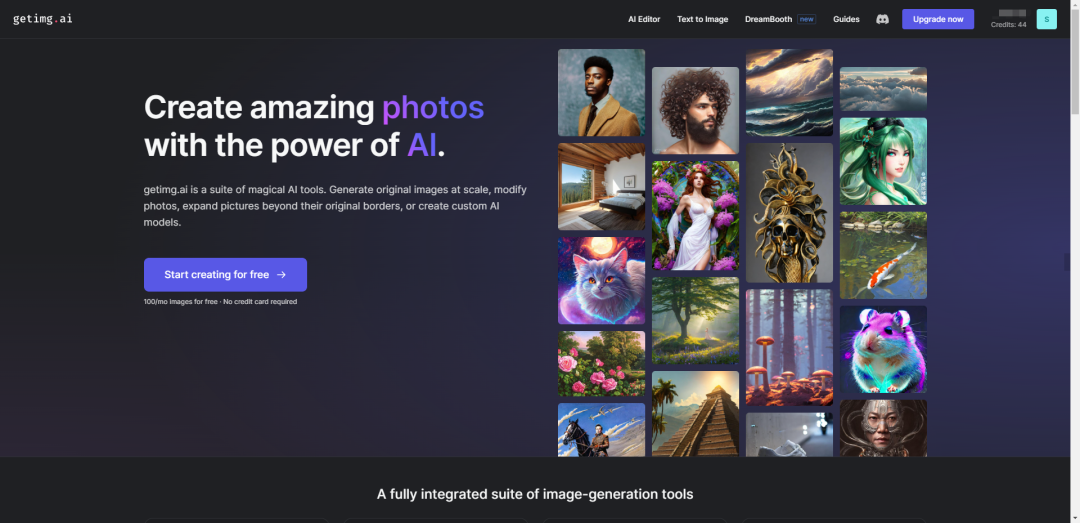 getimg.ai
AI Editor
Text to Image
DreamBooth new
Guides
Upgrade now
Credits: 44
S
Create amazing photos
with the power of AI.
getimg.ai is a suite of magical AI tools. Generate original images at scale, modify
photos, expand pictures beyond their original borders, or create custom AI
models.
Start creating for free →
100/mo images for free · No credit card required
A fully integrated suite of image-generation tools